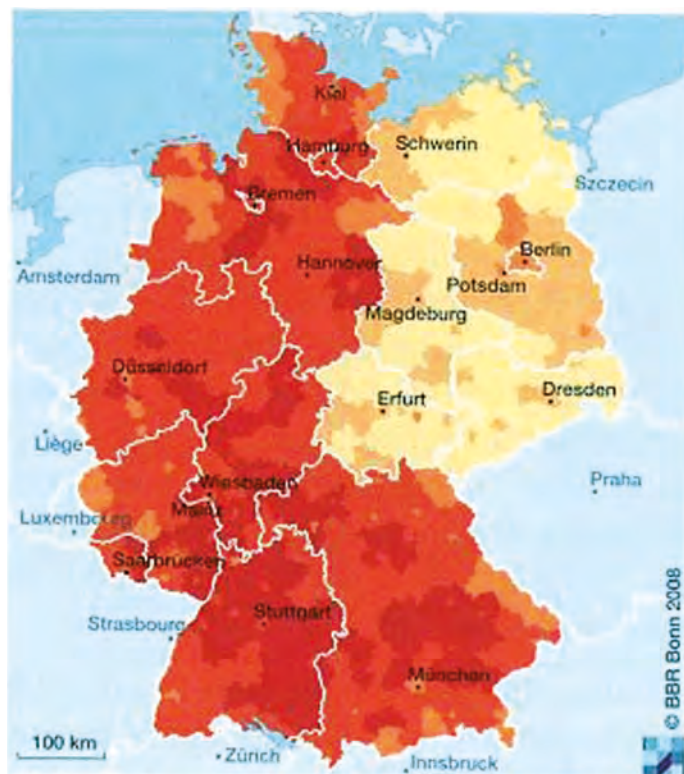 Kiel
Hamburg
Schwerin
Szczecin
Bremen
Amsterdam
Hannover
Berlin
Potsdam
Magdeburg
Düsseldorf
Erfurt
Dresden
Liège
Wiesbaden
Praha
Mainz
Luxembourg
Saarbrücken
Stuttgart
Strasbourg
München
© BBR Bonn 2008
100 km
Zürich
Innsbruck